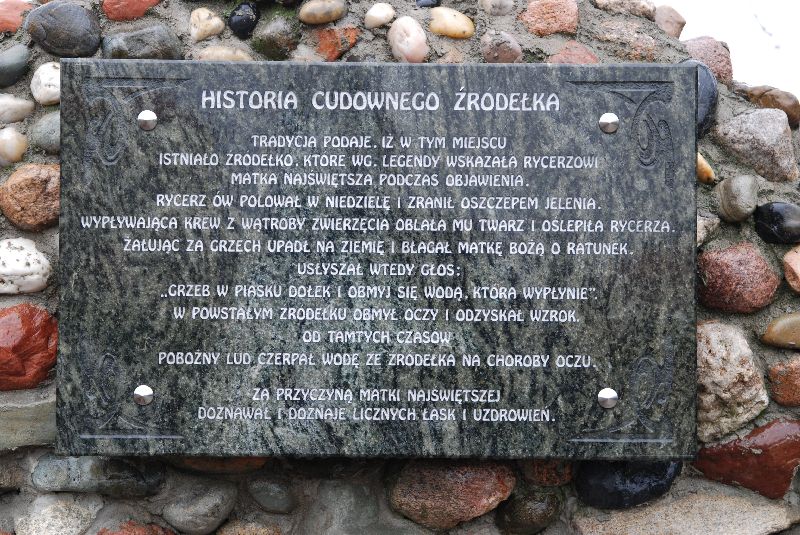 HISTORIA CUDOWNEGO ŹRÓDEŁKA
TRADYCJA PODAJE, IŻ W TYM MIEJSCU
ISTNIAŁO ŹRÓDEŁKO, KTÓRE WG. LEGENDY WSKAZAŁA RYCERZOWI
MATKA NAJŚWIĘTSZA PODCZAS OBJAWIENIA.
RYCERZ ÓW POLOWAŁ W NIEDZIELĘ I ZRANIŁ OSZCZEPEM JELENIA.
WYPŁYWAJĄCA KREW Z WĄTROBY ZWIERZĘCIA OBLAŁA MU TWARZ I OŚLEPIŁA RYCERZA.
ŻAŁUJĄC ZA GRZECH UPADŁ NA ZIEMIĘ I BŁAGAŁ MATKĘ BOŻĄ O RATUNEK.
USŁYSZAŁ WTEDY GŁOS:
„GRZEB W PIASKU DOŁEK I OBMYJ SIĘ WODĄ, KTÓRA WYPŁYNIE”.
W POWSTAŁYM ŹRÓDEŁKU OBMYŁ OCZY I ODZYSKAŁ WZROK.
OD TAMTYCH CZASÓW
POBOŻNY LUD CZERPAŁ WODĘ ZE ŹRÓDEŁKA NA CHOROBY OCZU.
ZA PRZYCZYNĄ MATKI NAJŚWIĘTSZEJ
DOZNAWAŁ I DOZNAJE LICZNYCH ŁASK I UZDROWIEŃ.